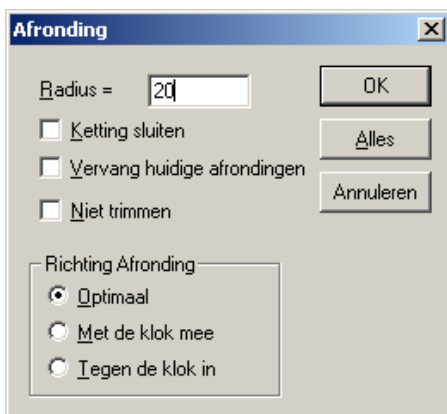 Afronding
Radius = 20
OK
Ketting sluiten
Alles
Vervang huidige afrondingen
Annuleren
Niet trimmen
Richting Afronding
Optimaal
Met de klok mee
Tegen de klok in